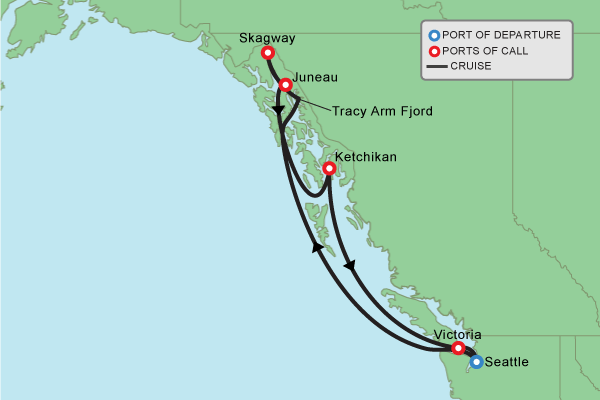 PORT OF DEPARTURE
PORTS OF CALL
CRUISE
Skagway
Juneau
Tracy Arm Fjord
Ketchikan
Victoria
Seattle